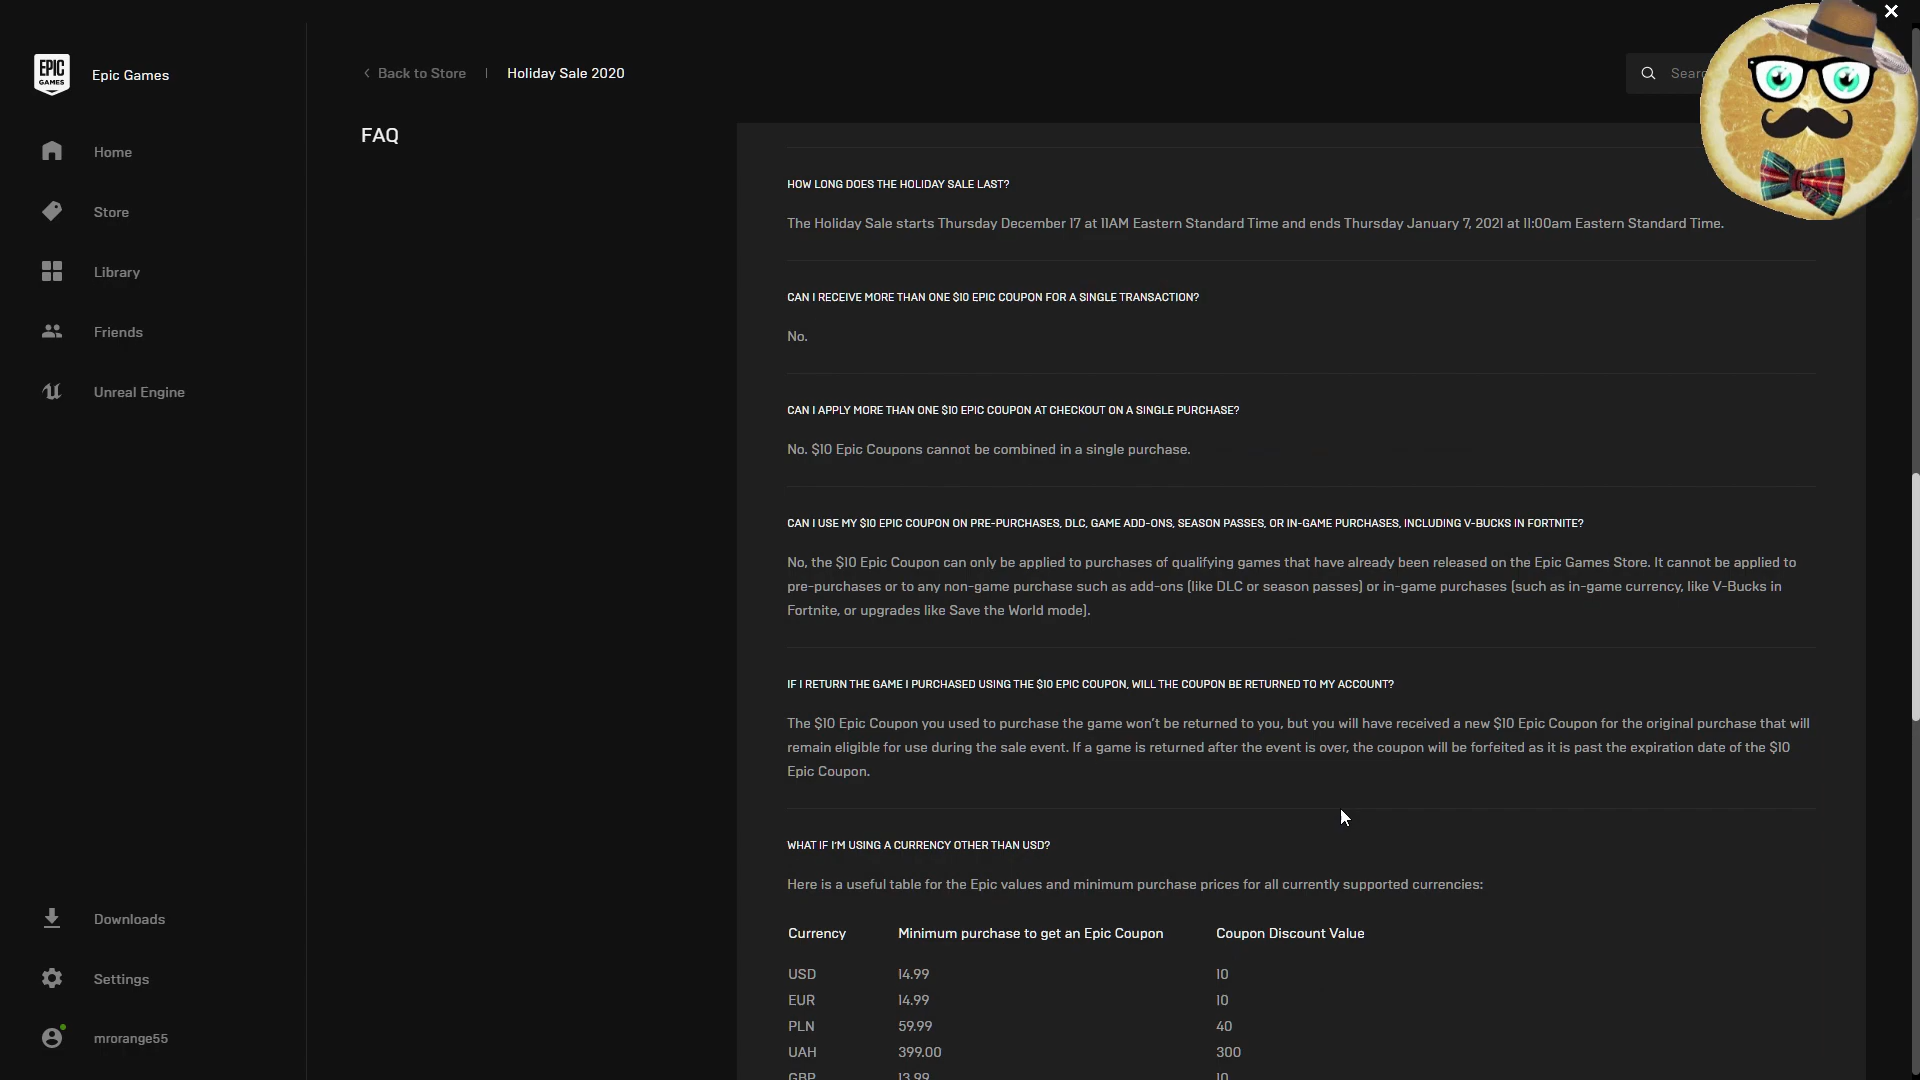 EPIC
GAMES
Epic Games
Back to Store
Holiday Sale 2020
Home
Store
Library
Friends
Unreal Engine
Downloads
Settings
mrorange55
FAQ
HOW LONG DOES THE HOLIDAY SALE LAST?
The Holiday Sale starts Thursday December 17 at 11AM Eastern Standard Time and ends Thursday January 7, 2021 at 11:00am Eastern Standard Time.
CAN I RECEIVE MORE THAN ONE $10 EPIC COUPON FOR A SINGLE TRANSACTION?
No.
CAN I APPLY MORE THAN ONE $10 EPIC COUPON AT CHECKOUT ON A SINGLE PURCHASE?
No. $10 Epic Coupons cannot be combined in a single purchase.
CAN I USE MY $10 EPIC COUPON ON PRE-PURCHASES, DLC, GAME ADD-ONS, SEASON PASSES, OR IN-GAME PURCHASES, INCLUDING V-BUCKS IN FORTNITE?
No, the $10 Epic Coupon can only be applied to purchases of qualifying games that have already been released on the Epic Games Store. It cannot be applied to
pre-purchases or to any non-game purchase such as add-ons (like DLC or season passes) or in-game purchases (such as in-game currency, like V-Bucks in
Fortnite, or upgrades like Save the World mode).
IF I RETURN THE GAME I PURCHASED USING THE $10 EPIC COUPON, WILL THE COUPON BE RETURNED TO MY ACCOUNT?
The $10 Epic Coupon you used to purchase the game won't be returned to you, but you will have received a new $10 Epic Coupon for the original purchase that will
remain eligible for use during the sale event. If a game is returned after the event is over, the coupon will be forfeited as it is past the expiration date of the $10
Epic Coupon.
WHAT IF I'M USING A CURRENCY OTHER THAN USD?
Here is a useful table for the Epic values and minimum purchase prices for all currently supported currencies:
Currency Minimum purchase to get an Epic Coupon Coupon Discount Value
USD 14.99 10
EUR 14.99 10
PLN 59.99 40
UAH 399.00 300
GBP 13.99 10